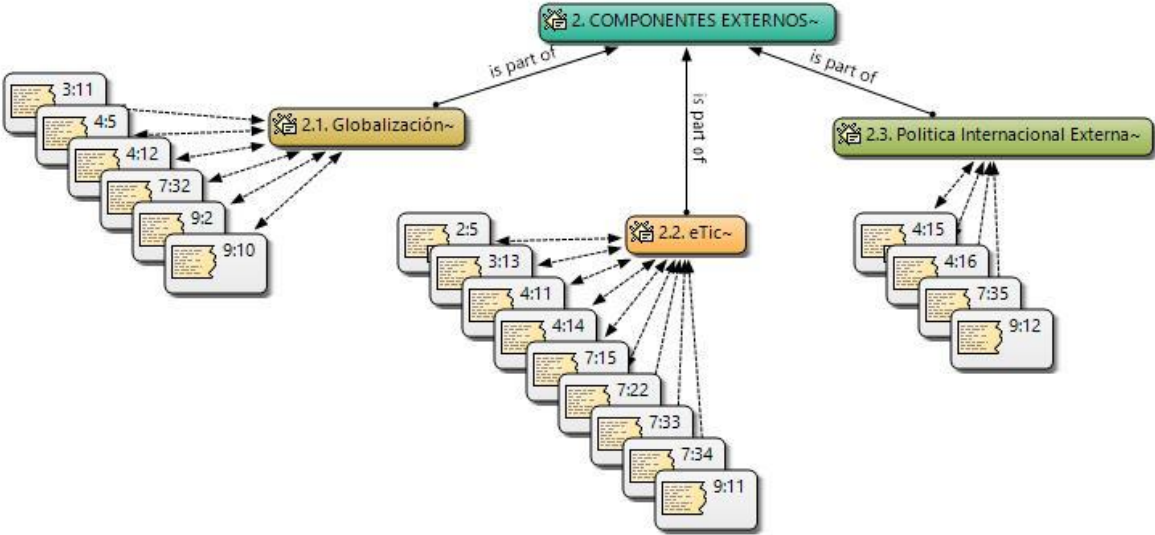 2. COMPONENTES EXTERNOS~
is part of
is part of
is part of
2.1. Globalización~
3:11
4:5
4:12
7:32
9:2
9:10
2.2. eTic~
2:5
3:13
4:11
4:14
7:15
7:22
7:33
7:34
9:11
2.3. Politica Internacional Externa~
4:15
4:16
7:35
9:12